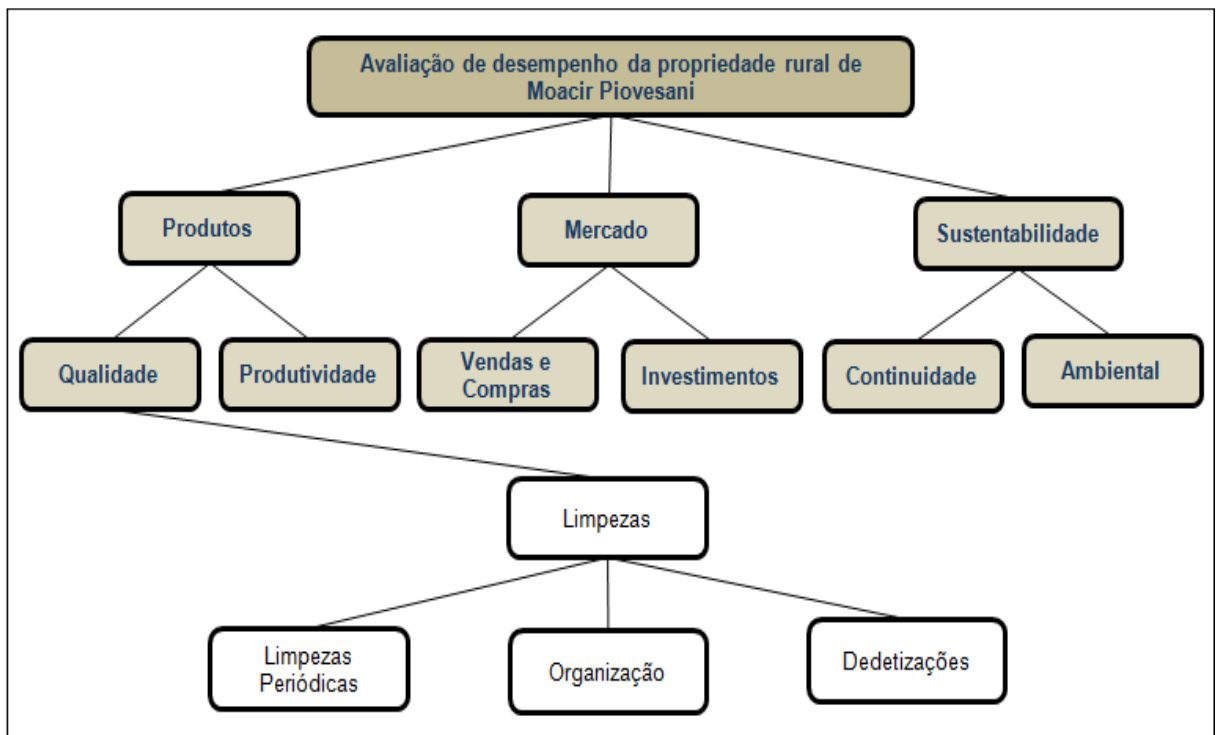 Avaliação de desempenho da propriedade rural de
Moacir Piovesani
Produtos
Mercado
Sustentabilidade
Qualidade
Produtividade
Vendas e
Compras
Investimentos
Continuidade
Ambiental
Limpezas
Limpezas
Periódicas
Organização
Dedetizações